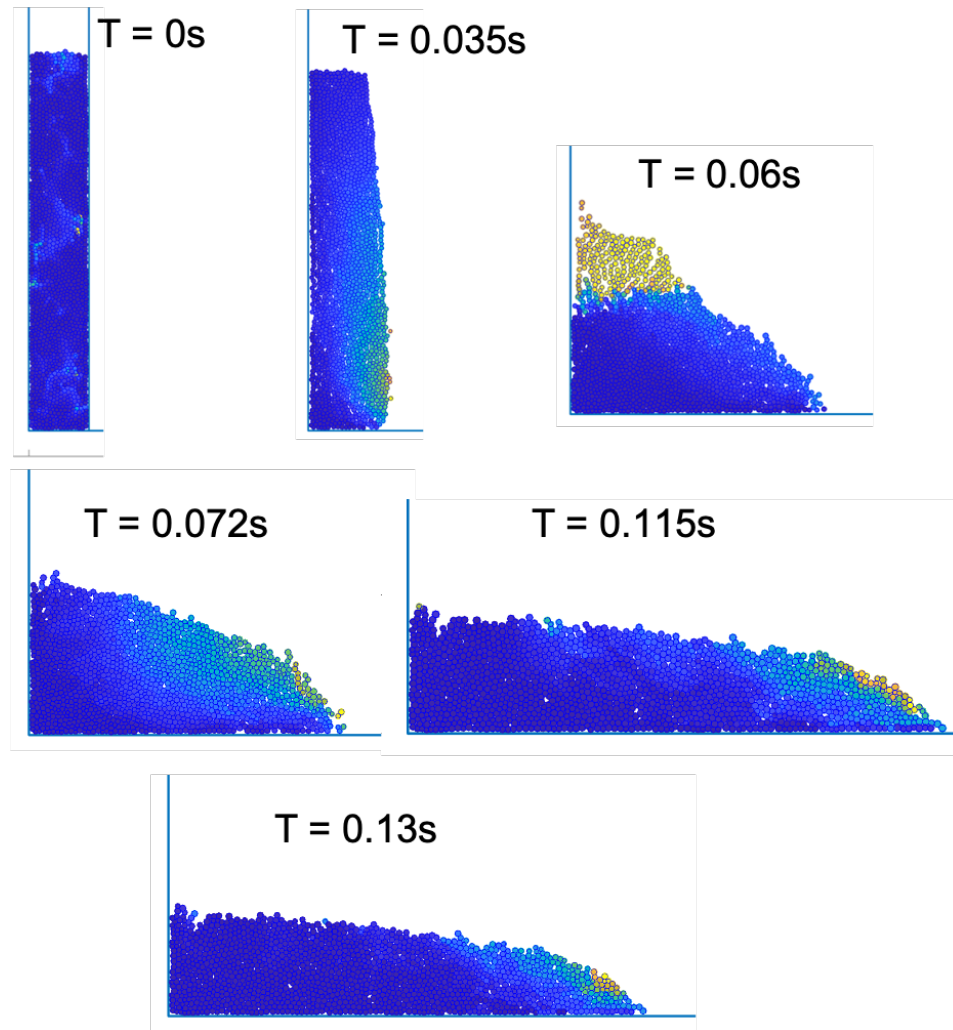 T = 0s
T = 0.035s
T = 0.06s
T = 0.072s
T = 0.115s
T = 0.13s